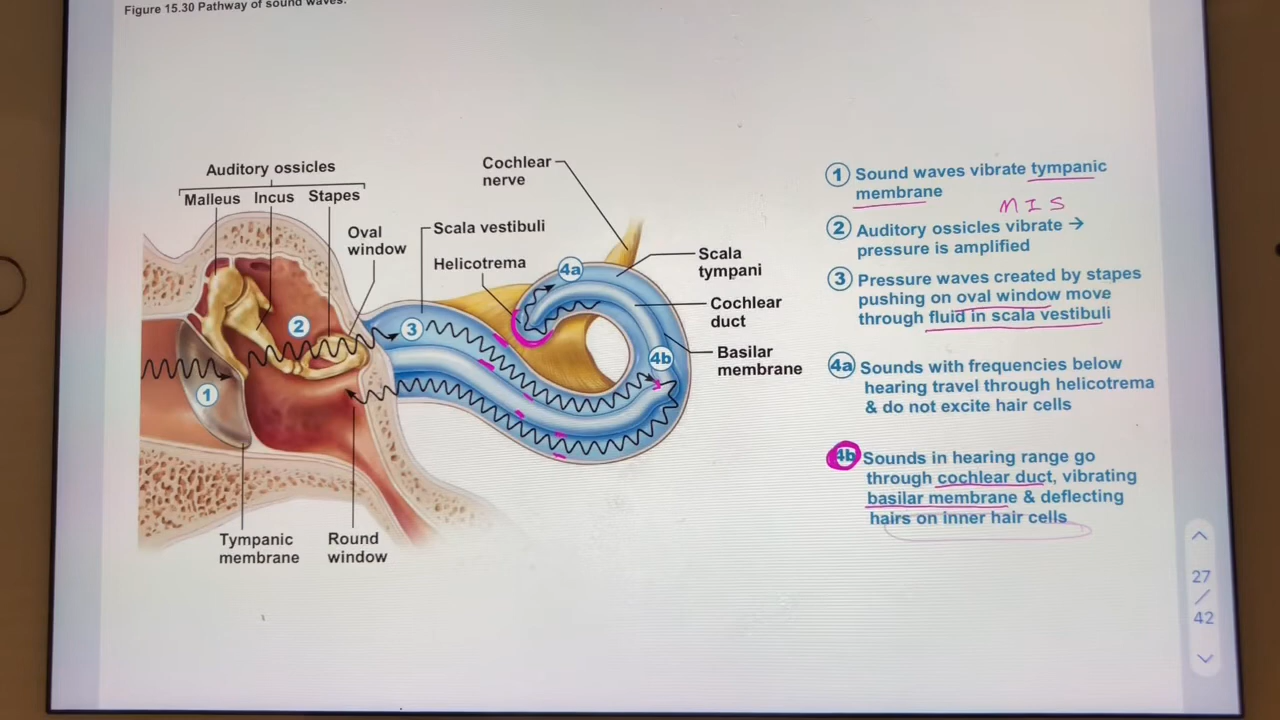 Figure 15.30 Pathway of sound waves.
Auditory ossicles
Malleus Incus Stapes
Oval
window
Cochlear
nerve
Scala vestibuli
Helicotrema
Scala
tympani
Cochlear
duct
Basilar
membrane
Tympanic
membrane
Round
window
1
2
3
4a
4b
1 Sound waves vibrate tympanic
membrane
M I S
2 Auditory ossicles vibrate →
pressure is amplified
3 Pressure waves created by stapes
pushing on oval window move
through fluid in scala vestibuli
4a Sounds with frequencies below
hearing travel through helicotrema
& do not excite hair cells
4b Sounds in hearing range go
through cochlear duct, vibrating
basilar membrane & deflecting
hairs on inner hair cells
27
/
42